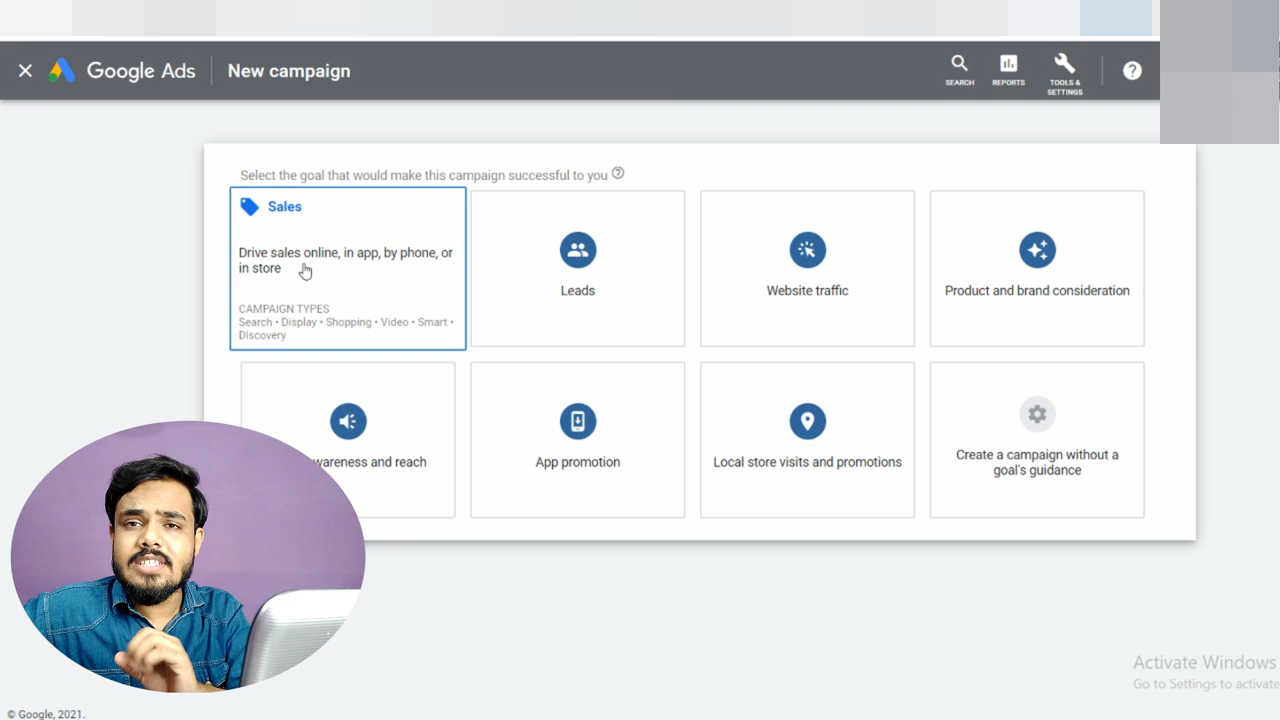 Google Ads
New campaign
SEARCH
REPORTS
TOOLS &
SETTINGS
Select the goal that would make this campaign successful to you
Sales
Drive sales online, in app, by phone, or
in store
CAMPAIGN TYPES
Search • Display • Shopping • Video • Smart •
Discovery
Leads
Website traffic
Product and brand consideration
awareness and reach
App promotion
Local store visits and promotions
Create a campaign without a
goal's guidance
Activate Windows
Go to Settings to activate
© Google, 2021.